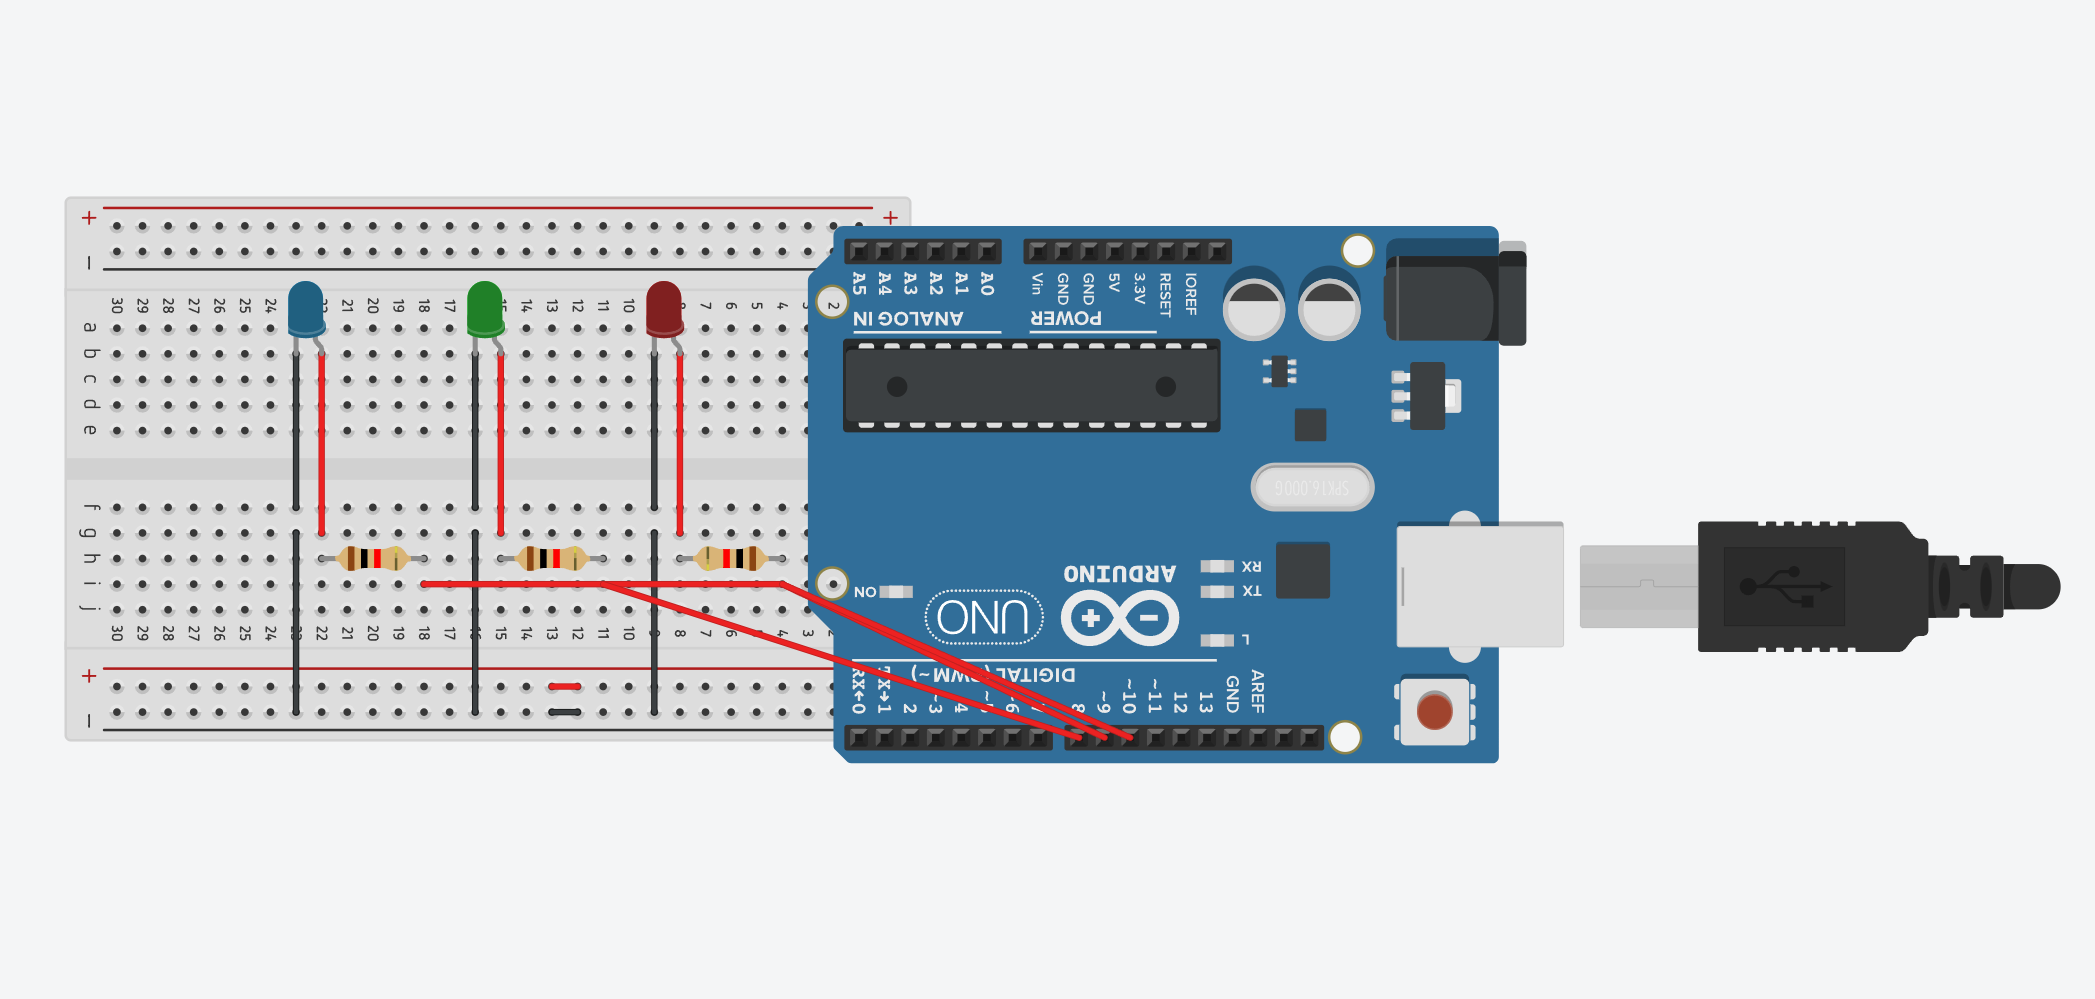 + +
−
30 29 28 27 26 25 24 21 20 19 18 17 14 13 12 11 10 7 6 5 4 2
a
b
c
d
e
f
g
h
i
j
30 29 28 27 26 25 24 22 21 20 19 18 17 15 14 13 12 11 10 8 7 6 4 3
+
−
A5 A4 A3 A2 A1 A0
ANALOG IN
Vin GND GND 5V 3.3V RESET IOREF
POWER
SPK16.000G
ON
UNO
ARDUINO
RX
TX
L
DIGITAL (PWM~)
RX←0 TX→1 2 ~3 4 ~5 ~6 7 8 ~9 ~10 ~11 12 13 GND AREF